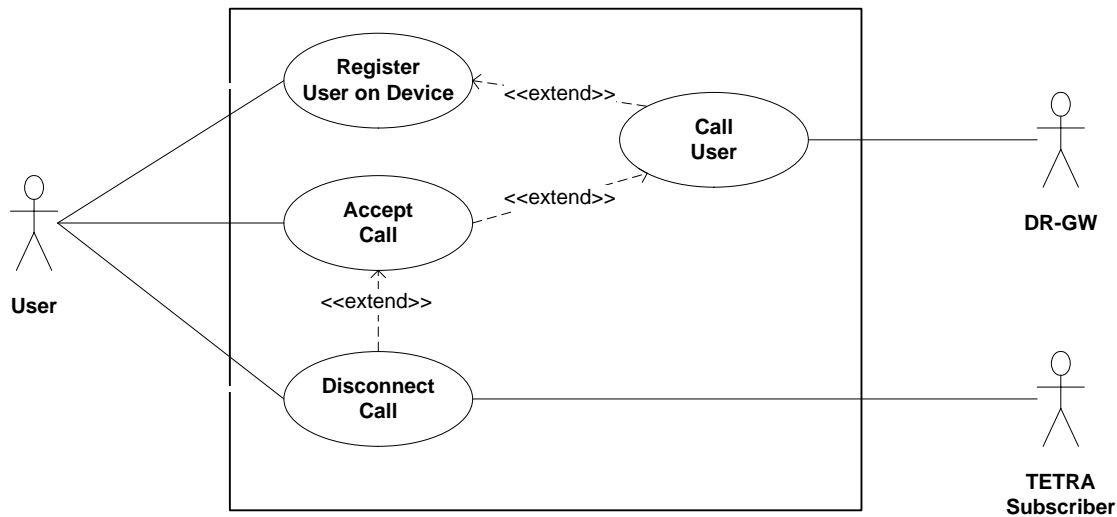 Register
User on Device
<<extend>>
Call
User
<<extend>>
Accept
Call
DR-GW
User
<<extend>>
Disconnect
Call
TETRA
Subscriber